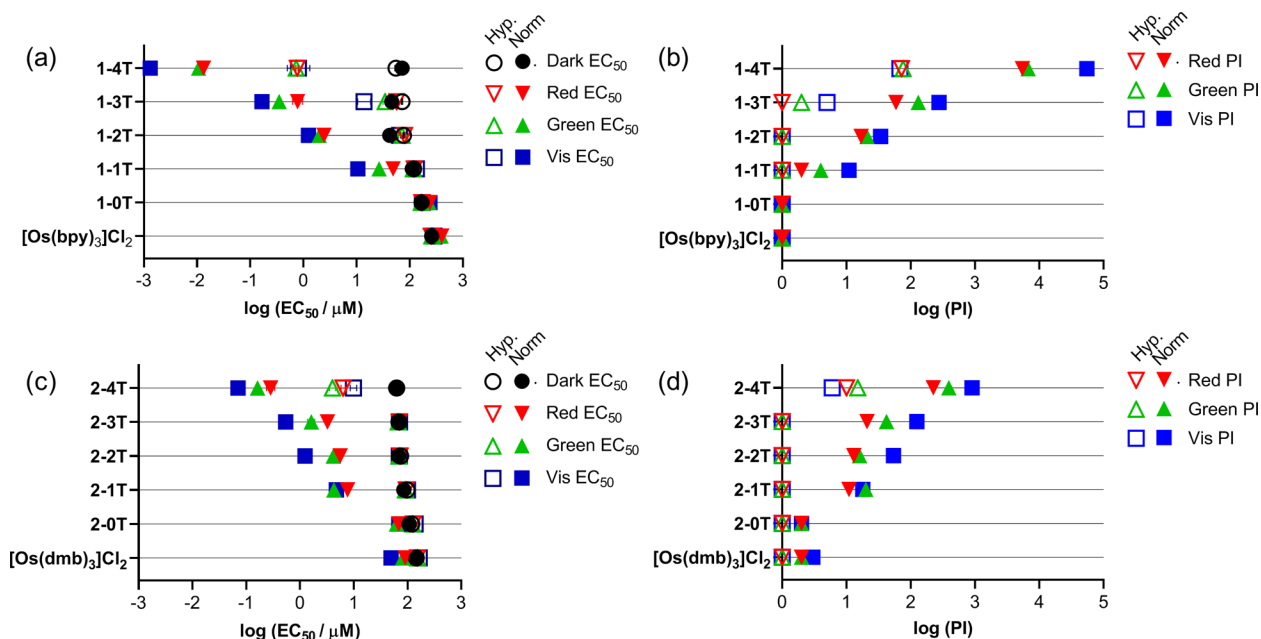 (a)
1-4T
1-3T
1-2T
1-1T
1-0T
[Os(bpy)₃]Cl₂
-3 -2 -1 0 1 2 3
log (EC₅₀ / μM)
Hyp. Norm.
Dark EC₅₀
Red EC₅₀
Green EC₅₀
Vis EC₅₀
(b)
1-4T
1-3T
1-2T
1-1T
1-0T
[Os(bpy)₃]Cl₂
0 1 2 3 4 5
log (PI)
Hyp. Norm.
Red PI
Green PI
Vis PI
(c)
2-4T
2-3T
2-2T
2-1T
2-0T
[Os(dmb)₃]Cl₂
-3 -2 -1 0 1 2 3
log (EC₅₀ / μM)
Hyp. Norm.
Dark EC₅₀
Red EC₅₀
Green EC₅₀
Vis EC₅₀
(d)
2-4T
2-3T
2-2T
2-1T
2-0T
[Os(dmb)₃]Cl₂
0 1 2 3 4 5
log (PI)
Hyp. Norm.
Red PI
Green PI
Vis PI